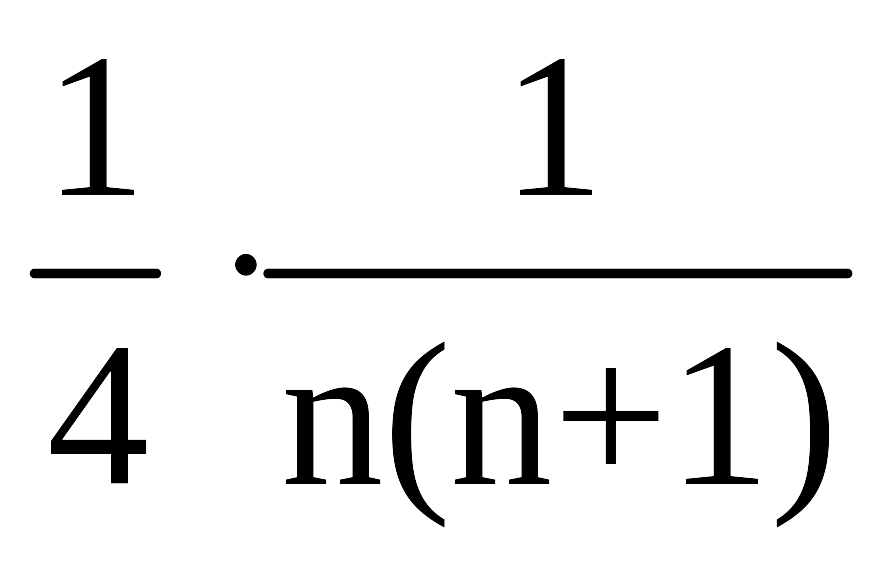 1/4 · 1/n(n+1)